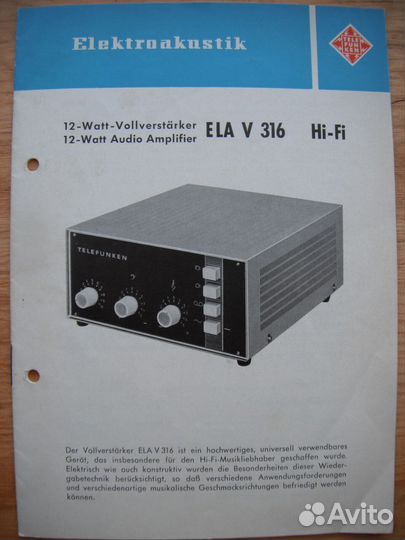 Elektroakustik
TELE
FUN
KEN
12-Watt-Vollverstärker ELA V 316 Hi-Fi
12-Watt Audio Amplifier
TELEFUNKEN
Der Vollverstärker ELA V 316 ist ein hochwertiges, universell verwendbares
Gerät, das insbesondere für den Hi-Fi-Musikliebhaber geschaffen wurde.
Elektrisch wie auch konstruktiv wurden die Besonderheiten dieser Wieder-
gabetechnik berücksichtigt, so daß verschiedene Anwendungsforderungen
und verschiedenartige musikalische Geschmacksrichtungen befriedigt werden
können.
Avito